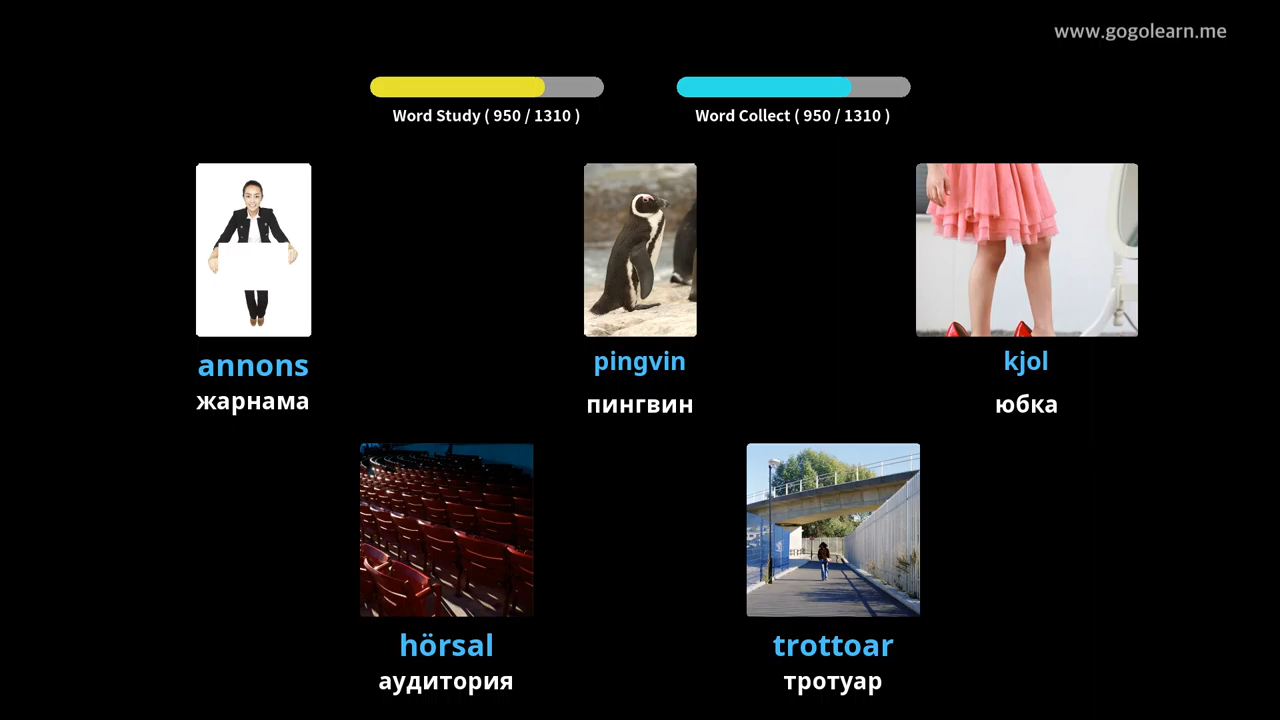 www.gogolearn.me
Word Study ( 950 / 1310 )
Word Collect ( 950 / 1310 )
annons
жарнама
pingvin
пингвин
kjol
юбка
hörsal
аудитория
trottoar
тротуар